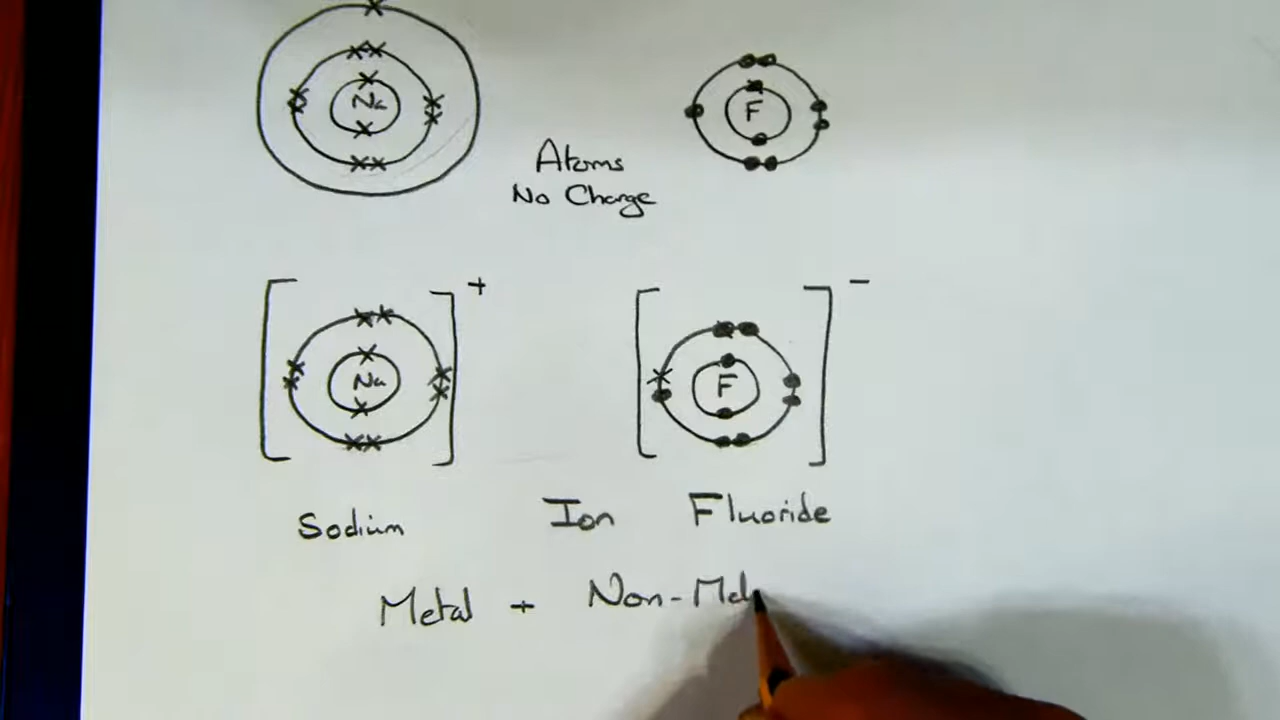 Na
F
Atoms
No Charge
+
-
Na
F
Sodium Ion Fluoride
Metal + Non-Met